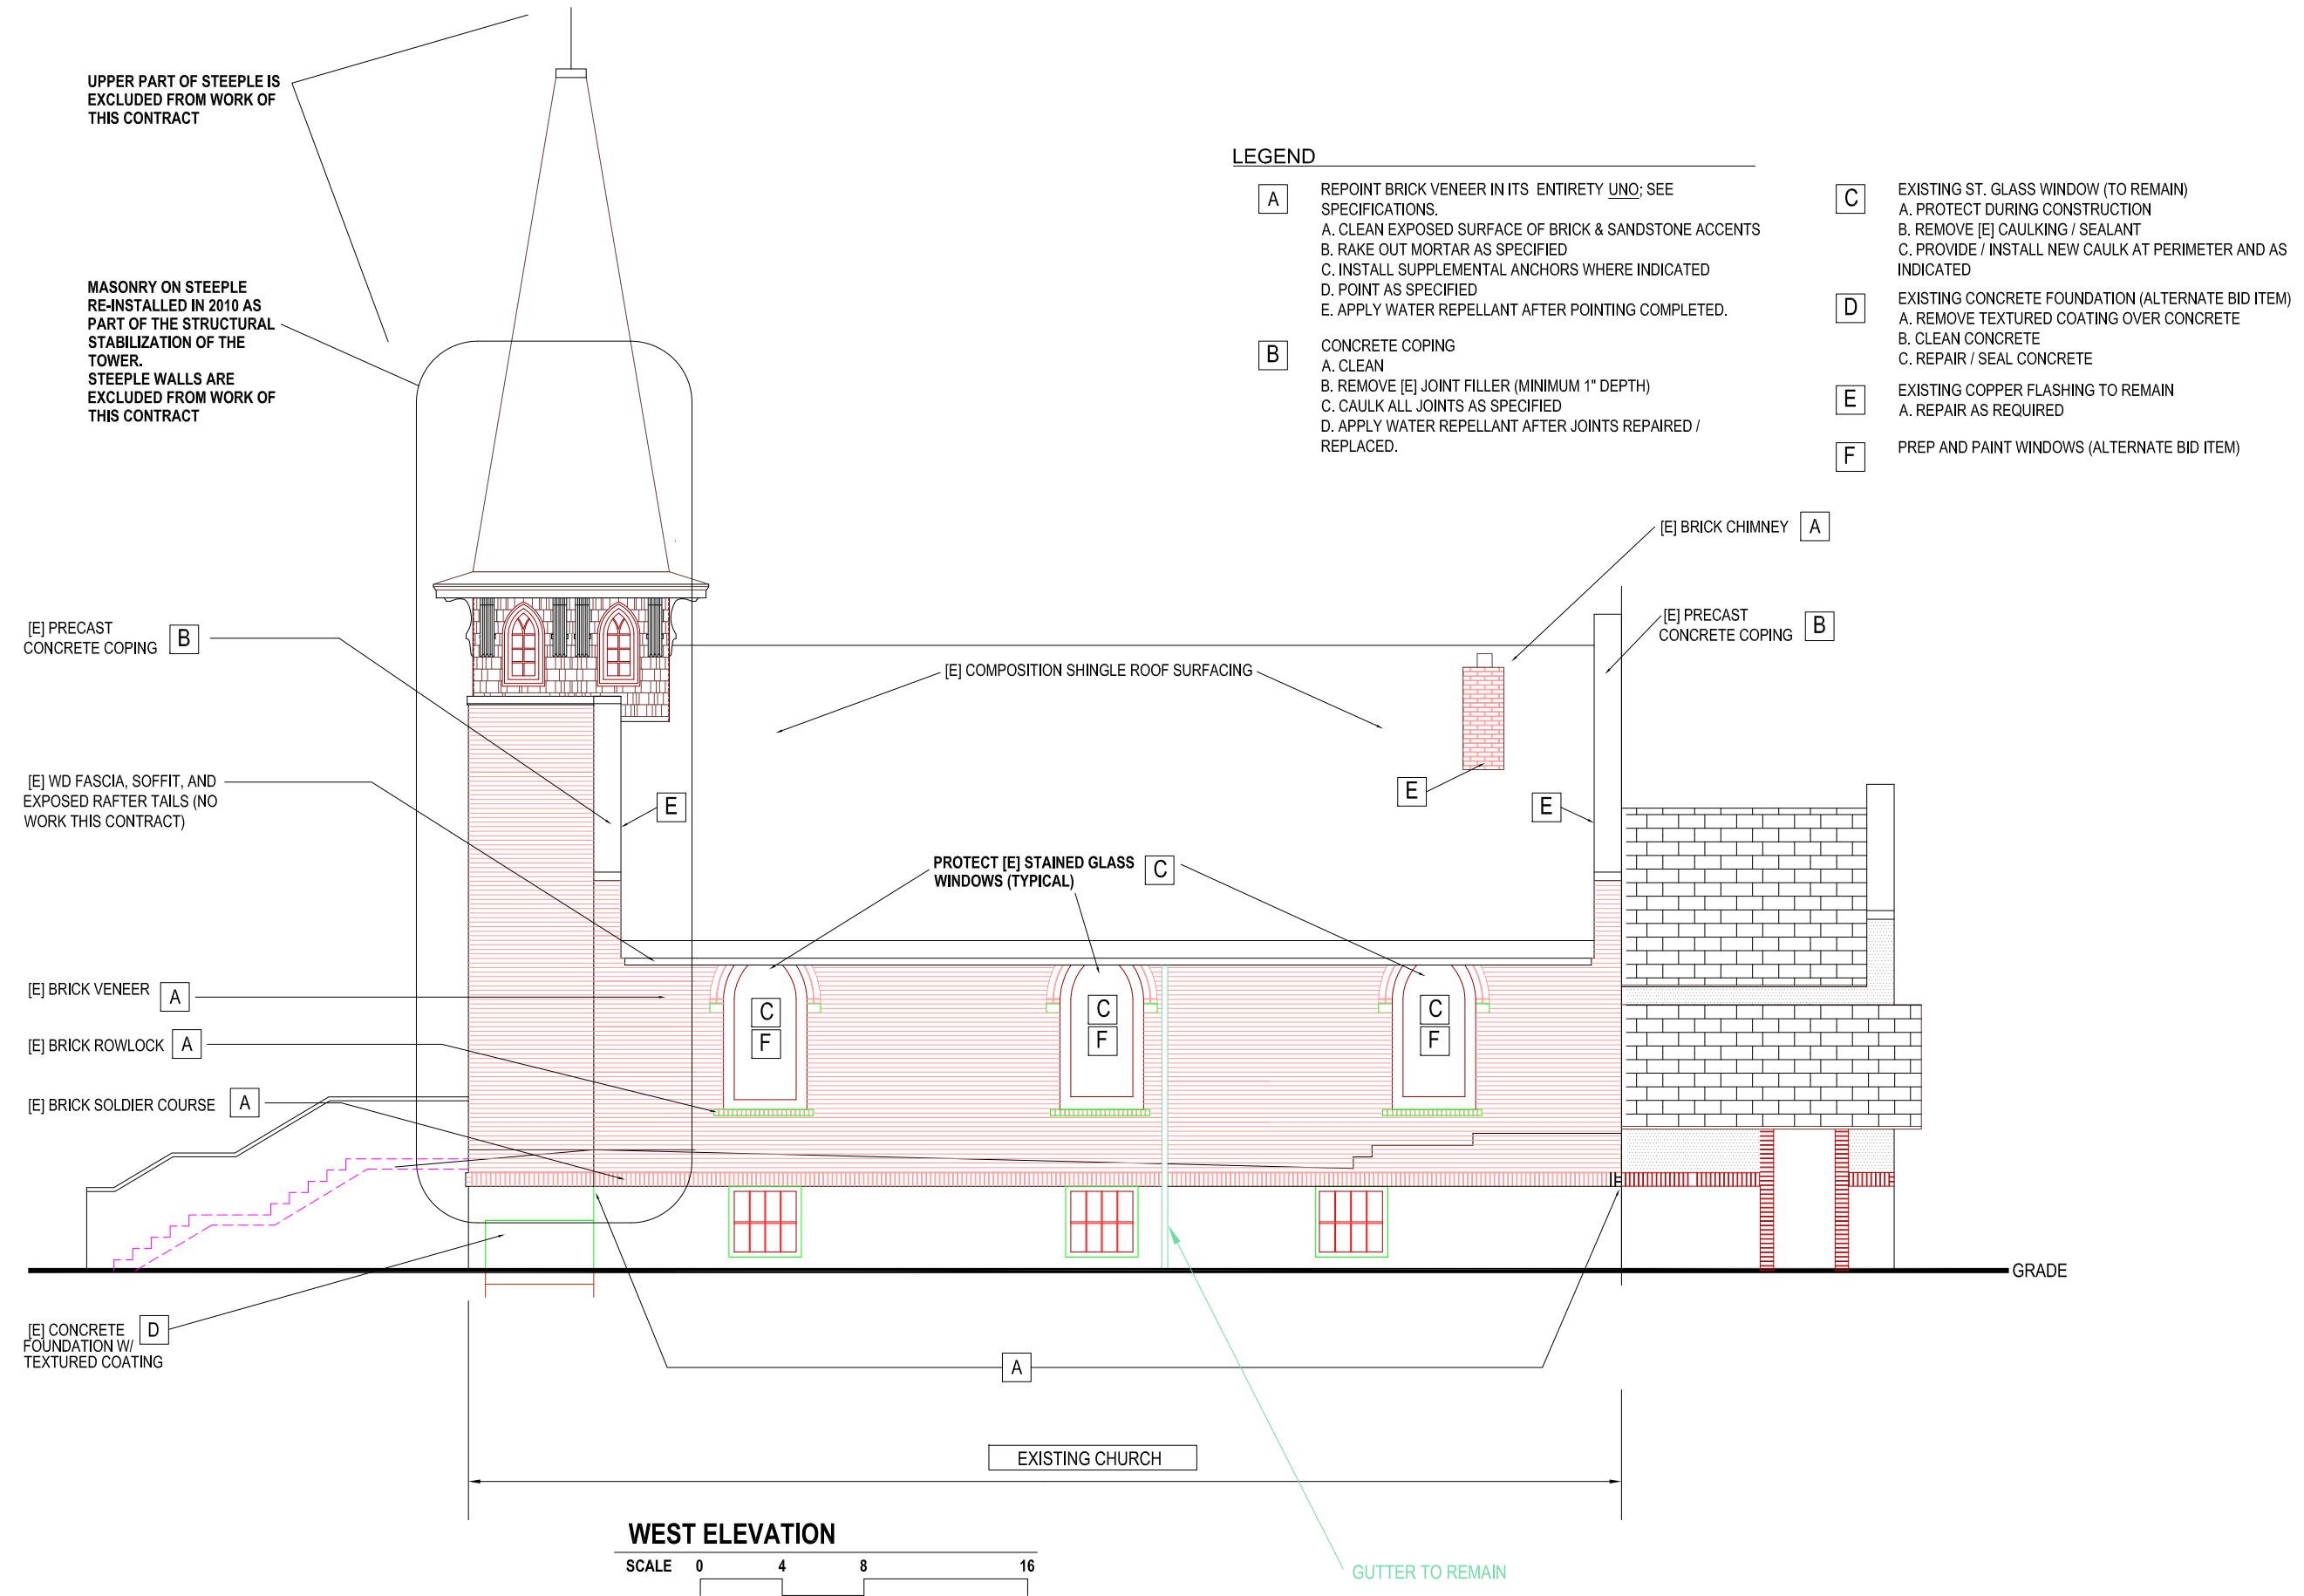 UPPER PART OF STEEPLE IS
EXCLUDED FROM WORK OF
THIS CONTRACT
MASONRY ON STEEPLE
RE-INSTALLED IN 2010 AS
PART OF THE STRUCTURAL
STABILIZATION OF THE
TOWER.
STEEPLE WALLS ARE
EXCLUDED FROM WORK OF
THIS CONTRACT
LEGEND
A
REPOINT BRICK VENEER IN ITS ENTIRETY UNO; SEE
SPECIFICATIONS.
A. CLEAN EXPOSED SURFACE OF BRICK & SANDSTONE ACCENTS
B. RAKE OUT MORTAR AS SPECIFIED
C. INSTALL SUPPLEMENTAL ANCHORS WHERE INDICATED
D. POINT AS SPECIFIED
E. APPLY WATER REPELLANT AFTER POINTING COMPLETED.
B
CONCRETE COPING
A. CLEAN
B. REMOVE [E] JOINT FILLER (MINIMUM 1" DEPTH)
C. CAULK ALL JOINTS AS SPECIFIED
D. APPLY WATER REPELLANT AFTER JOINTS REPAIRED /
REPLACED.
C
EXISTING ST. GLASS WINDOW (TO REMAIN)
A. PROTECT DURING CONSTRUCTION
B. REMOVE [E] CAULKING / SEALANT
C. PROVIDE / INSTALL NEW CAULK AT PERIMETER AND AS
INDICATED
D
EXISTING CONCRETE FOUNDATION (ALTERNATE BID ITEM)
A. REMOVE TEXTURED COATING OVER CONCRETE
B. CLEAN CONCRETE
C. REPAIR / SEAL CONCRETE
E
EXISTING COPPER FLASHING TO REMAIN
A. REPAIR AS REQUIRED
F
PREP AND PAINT WINDOWS (ALTERNATE BID ITEM)
[E] BRICK CHIMNEY A
[E] PRECAST
CONCRETE COPING B
[E] PRECAST
CONCRETE COPING B
[E] COMPOSITION SHINGLE ROOF SURFACING
[E] WD FASCIA, SOFFIT, AND
EXPOSED RAFTER TAILS (NO
WORK THIS CONTRACT)
E
E
E
PROTECT [E] STAINED GLASS
WINDOWS (TYPICAL)
C
[E] BRICK VENEER A
C
F
C
F
C
F
[E] BRICK ROWLOCK A
[E] BRICK SOLDIER COURSE A
GRADE
[E] CONCRETE
FOUNDATION W/
TEXTURED COATING
D
A
EXISTING CHURCH
WEST ELEVATION
SCALE 0 4 8 16
GUTTER TO REMAIN